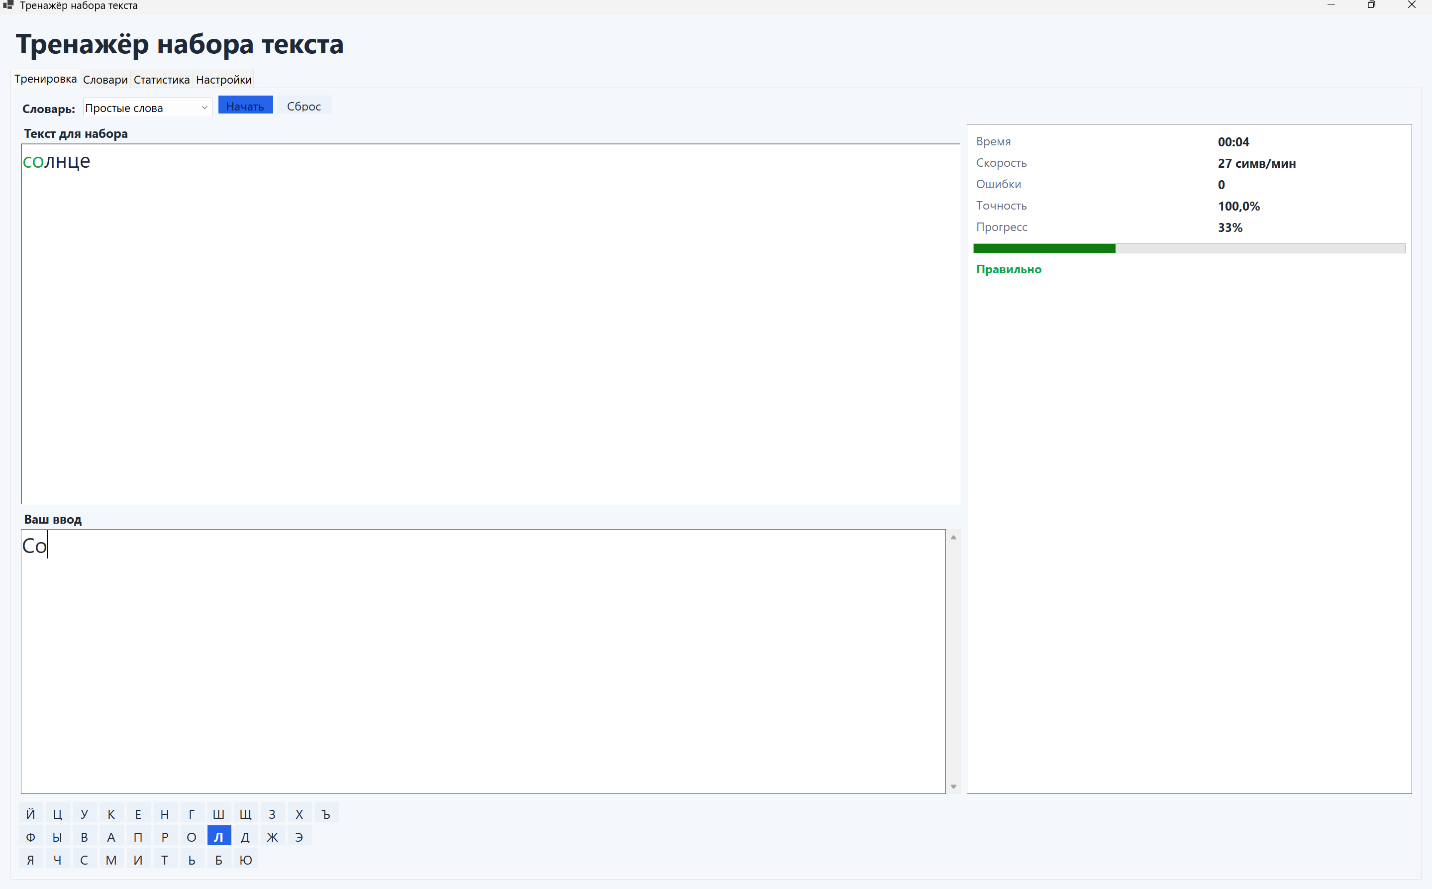 Тренажёр набора текста
Тренажёр набора текста
Тренировка Словари Статистика Настройки
Словарь: Простые слова Начать Сброс
Текст для набора
солнце
Время 00:04
Скорость 27 симв/мин
Ошибки 0
Точность 100,0%
Прогресс 33%
Правильно
Ваш ввод
Со
Й Ц У К Е Н Г Ш Щ З Х Ъ
Ф Ы В А П Р О Л Д Ж Э
Я Ч С М И Т Ь Б Ю